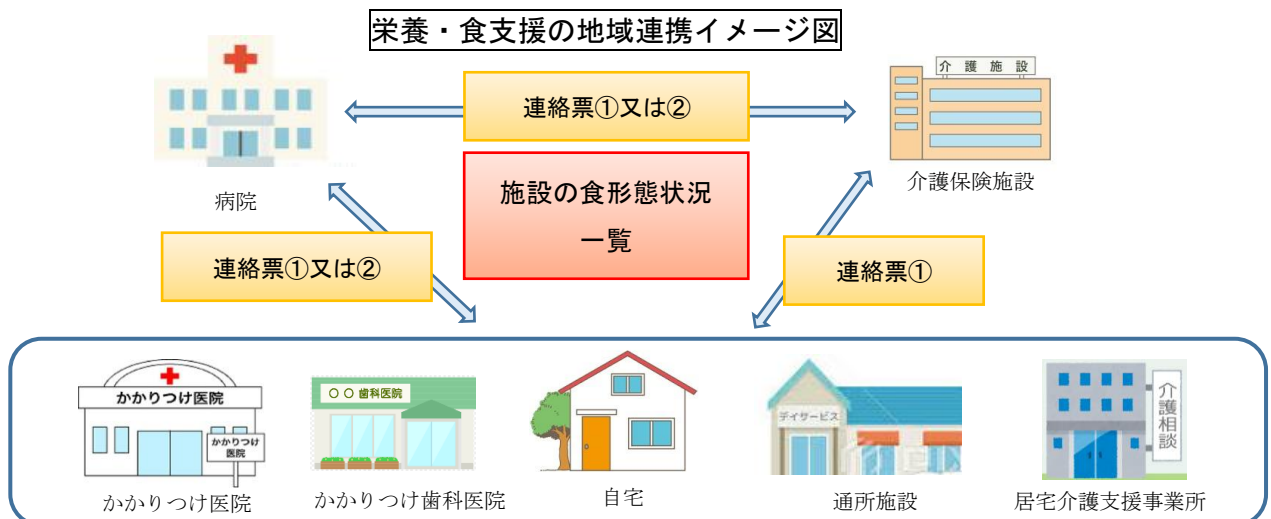 栄養・食支援の地域連携イメージ図
介護施設
連絡票①又は②
病院
施設の食形態状況
一覧
介護保険施設
連絡票①又は②
連絡票①
かかりつけ医院
かかりつけ
医院
〇〇歯科医院
デイサービス
介護相談
かかりつけ医院
かかりつけ歯科医院
自宅
通所施設
居宅介護支援事業所